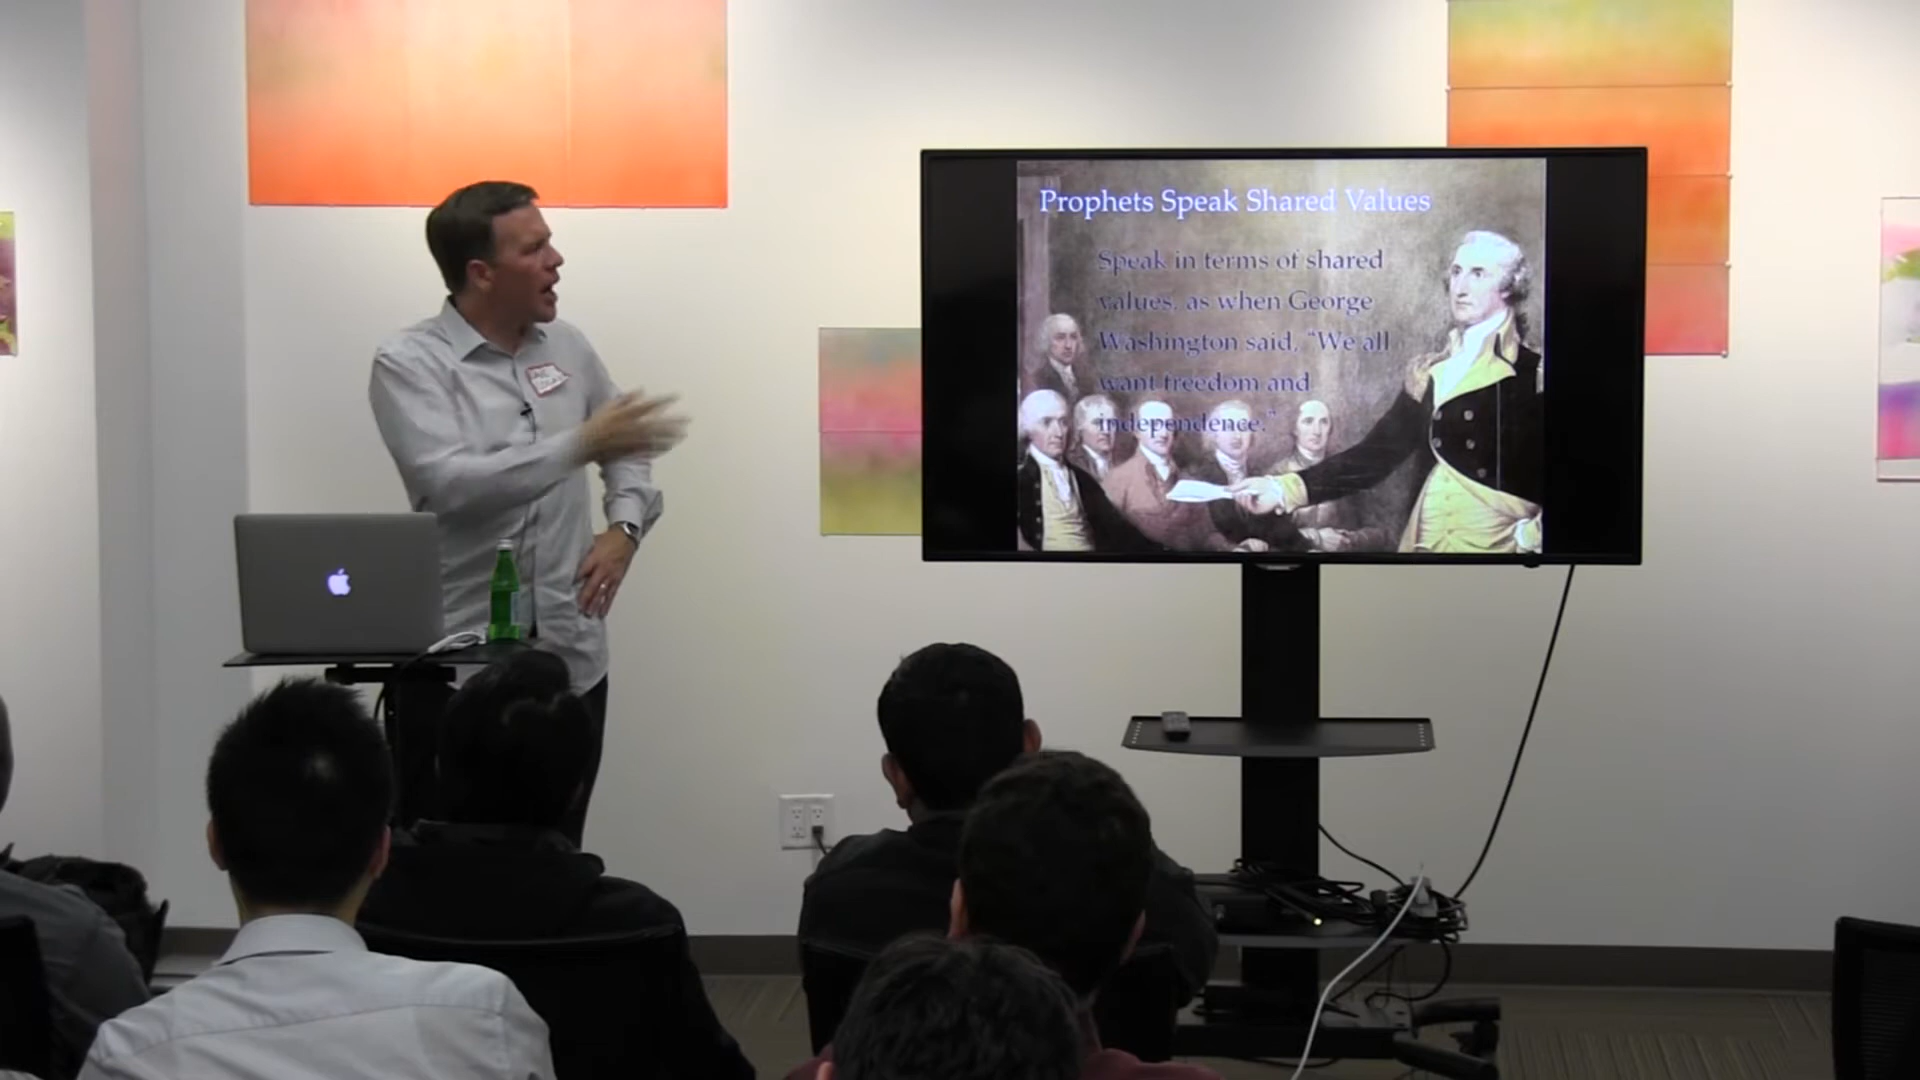 Prophets Speak Shared Values
Speak in terms of shared
values, as when George
Washington said, "We all
want freedom and
independence."